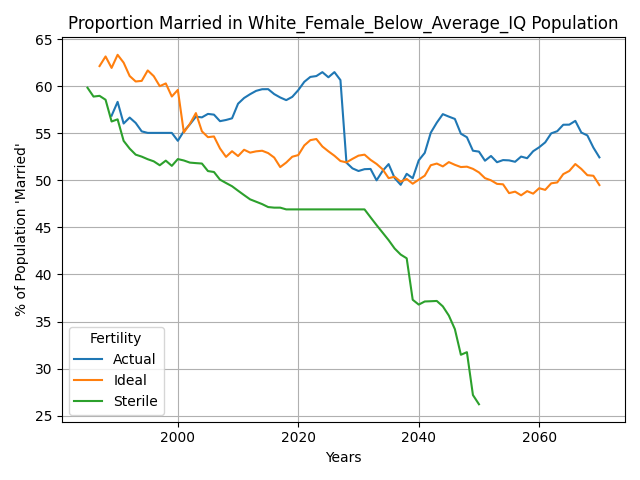 Proportion Married in White_Female_Below_Average_IQ Population
% of Population 'Married'
65
60
55
50
45
40
35
30
25
Fertility
Actual
Ideal
Sterile
2000 2020 2040 2060
Years